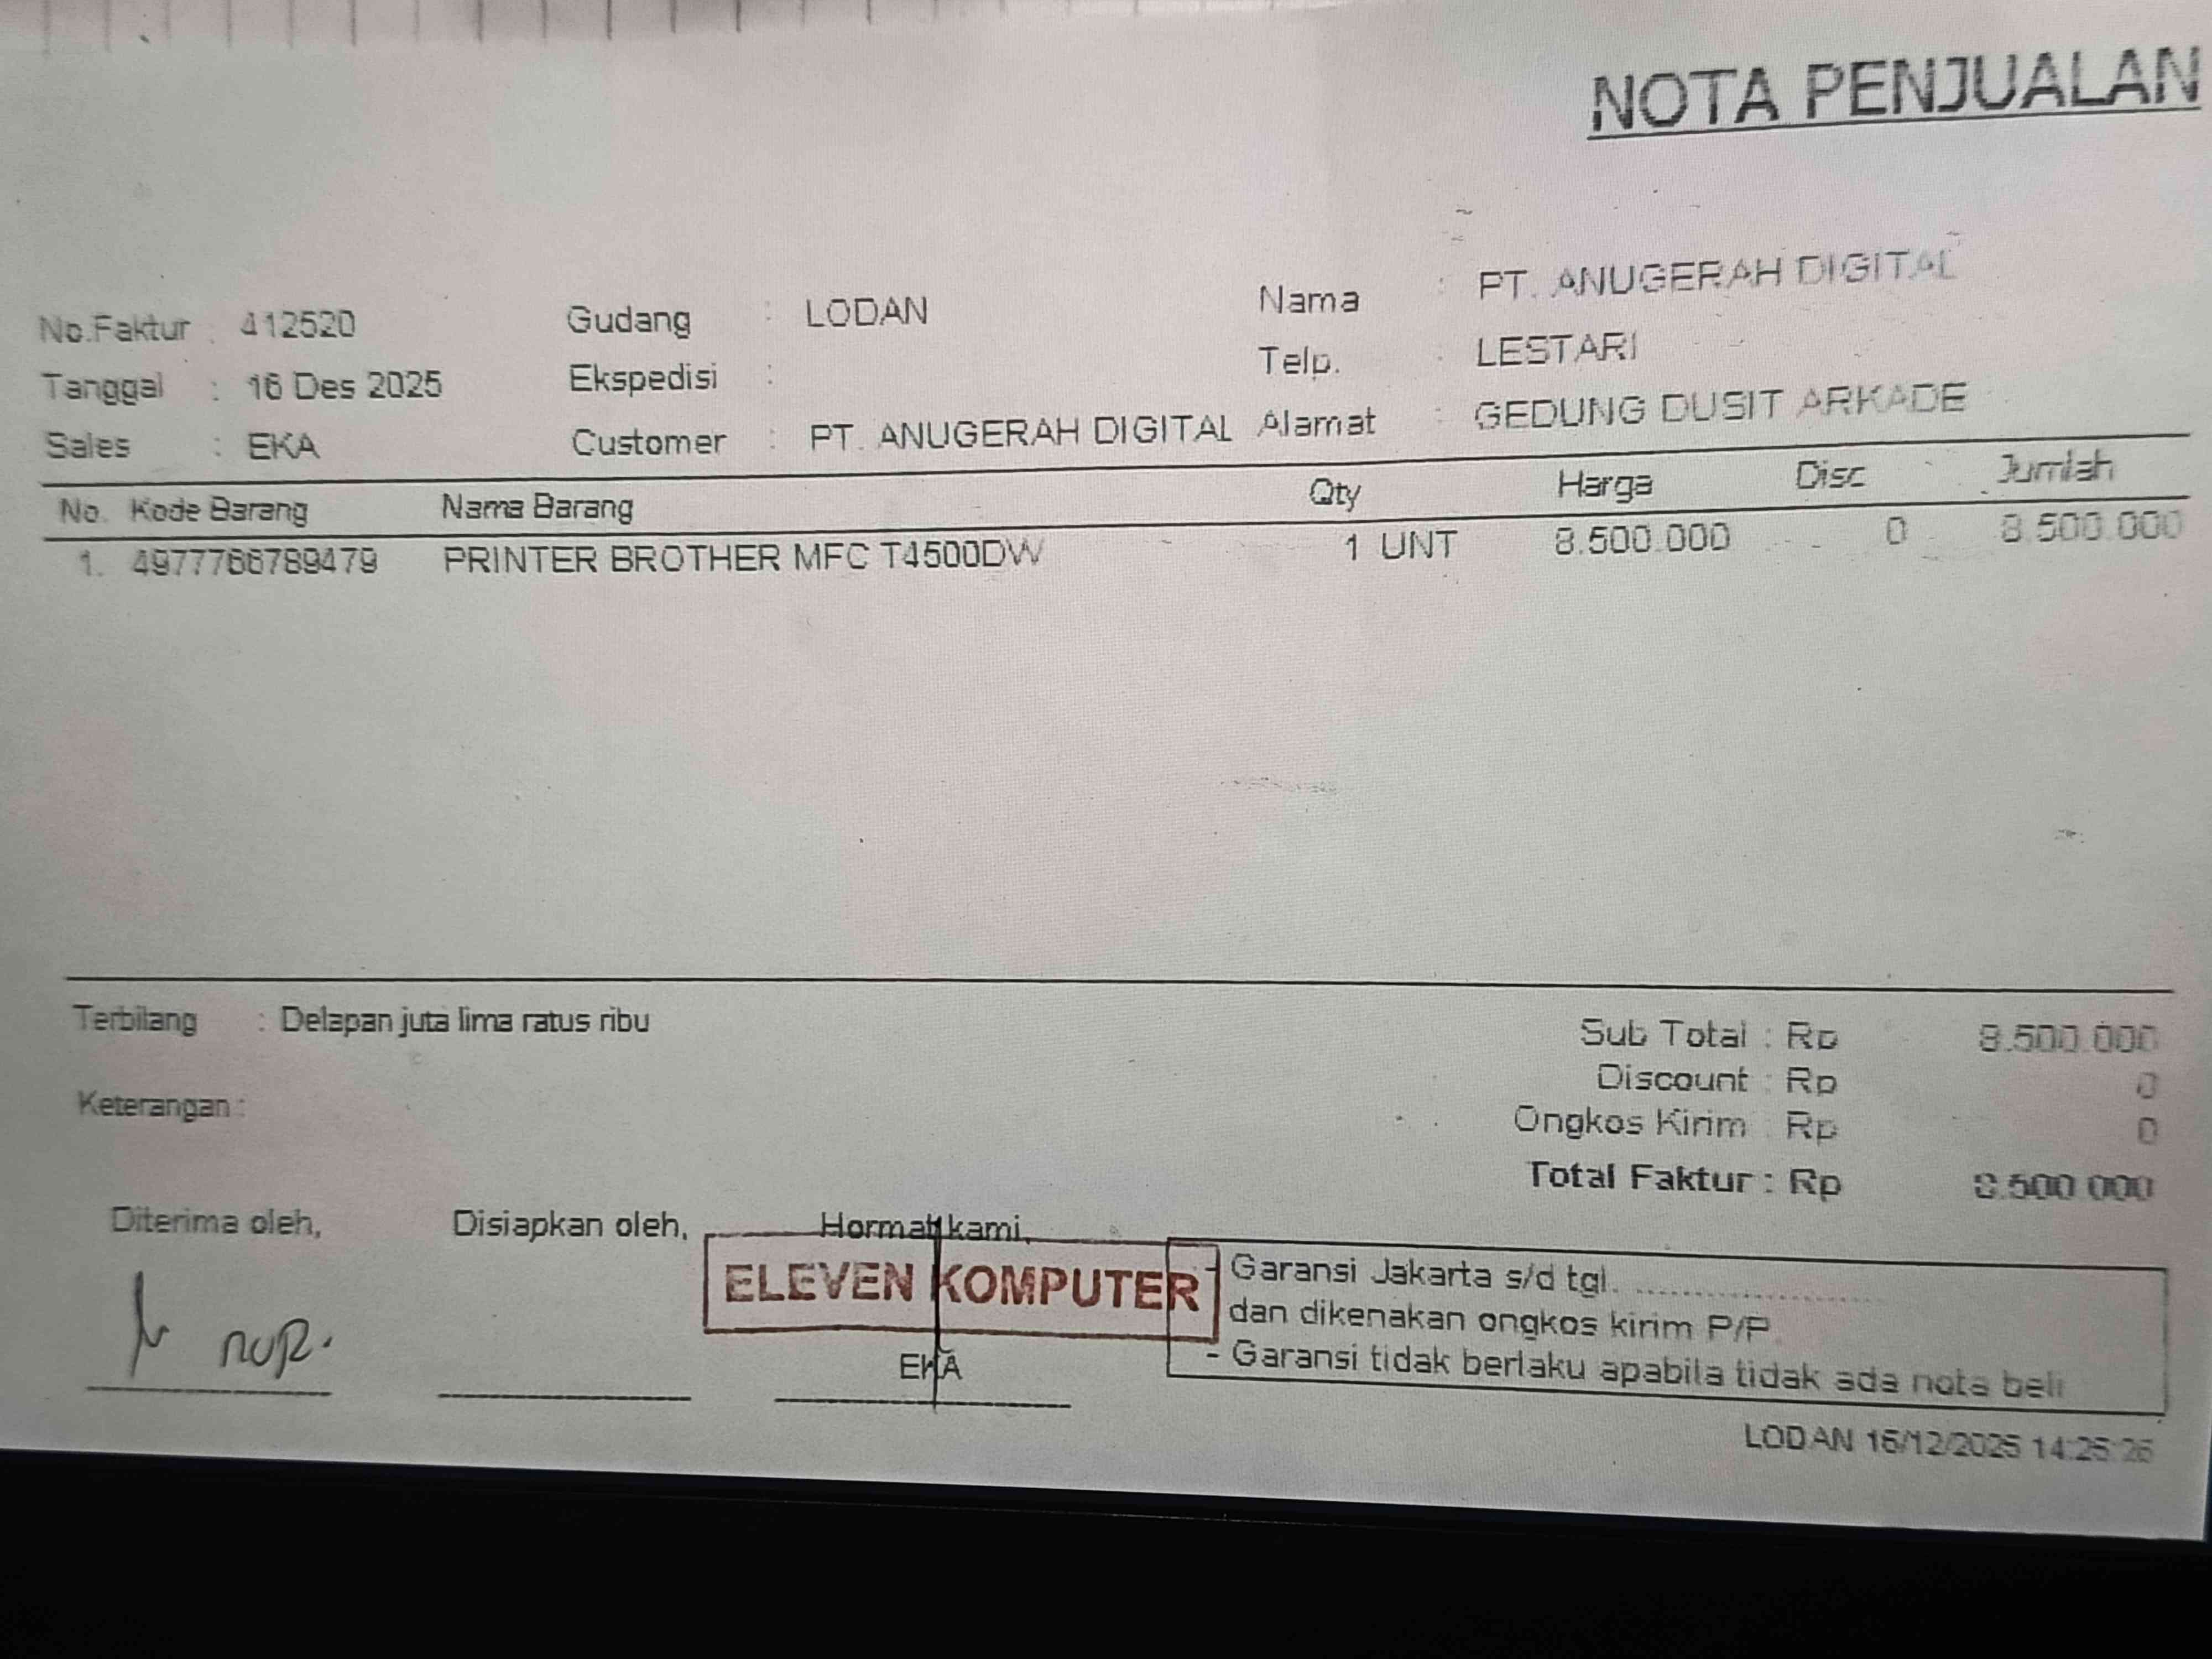 NOTA PENJUALAN
No.Faktur : 412520 Gudang : LODAN Nama : PT. ANUGERAH DIGITAL
Tanggal : 16 Des 2025 Ekspedisi : Telp. : LESTARI
Sales : EKA Customer : PT. ANUGERAH DIGITAL Alamat : GEDUNG DUSIT ARKADE
No. Kode Barang Nama Barang Qty Harga Disc Jumlah
1. 4977766789479 PRINTER BROTHER MFC T4500DW 1 UNT 8.500.000 0 8.500.000
Terbilang : Delapan juta lima ratus ribu
Sub Total : Rp 8.500.000
Discount : Rp 0
Keterangan :
Ongkos Kirim : Rp 0
Total Faktur : Rp 8.500.000
Diterima oleh, Disiapkan oleh, Hormat kami,
ELEVEN KOMPUTER
EKA
- Garansi Jakarta s/d tgl. ......................
dan dikenakan ongkos kirim P/P.
- Garansi tidak berlaku apabila tidak ada nota beli
LODAN 16/12/2025